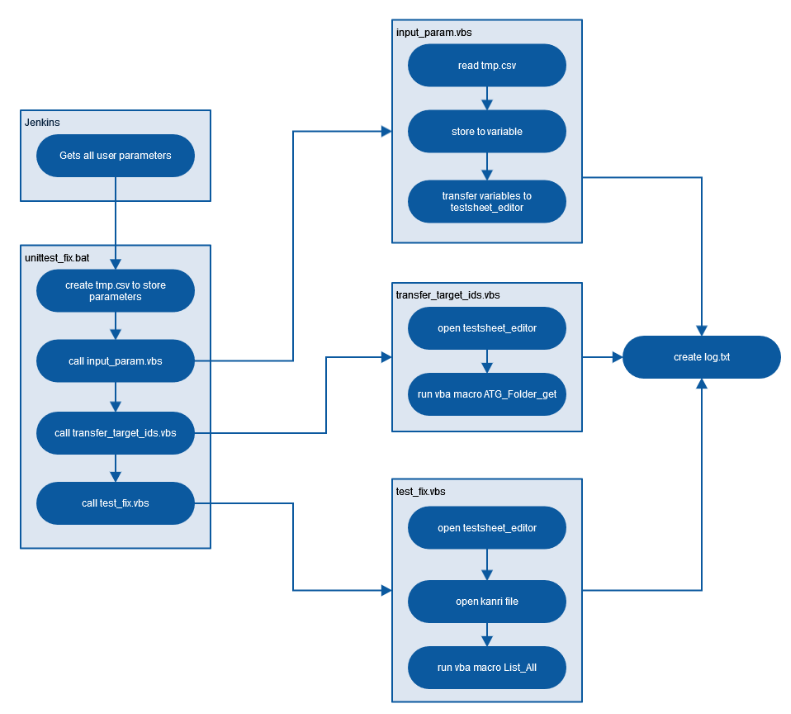 Jenkins
Gets all user parameters
unittest_fix.bat
create tmp.csv to store
parameters
call input_param.vbs
call transfer_target_ids.vbs
call test_fix.vbs
input_param.vbs
read tmp.csv
store to variable
transfer variables to
testsheet_editor
transfer_target_ids.vbs
open testsheet_editor
run vba macro ATG_Folder_get
test_fix.vbs
open testsheet_editor
open kanri file
run vba macro List_All
create log.txt